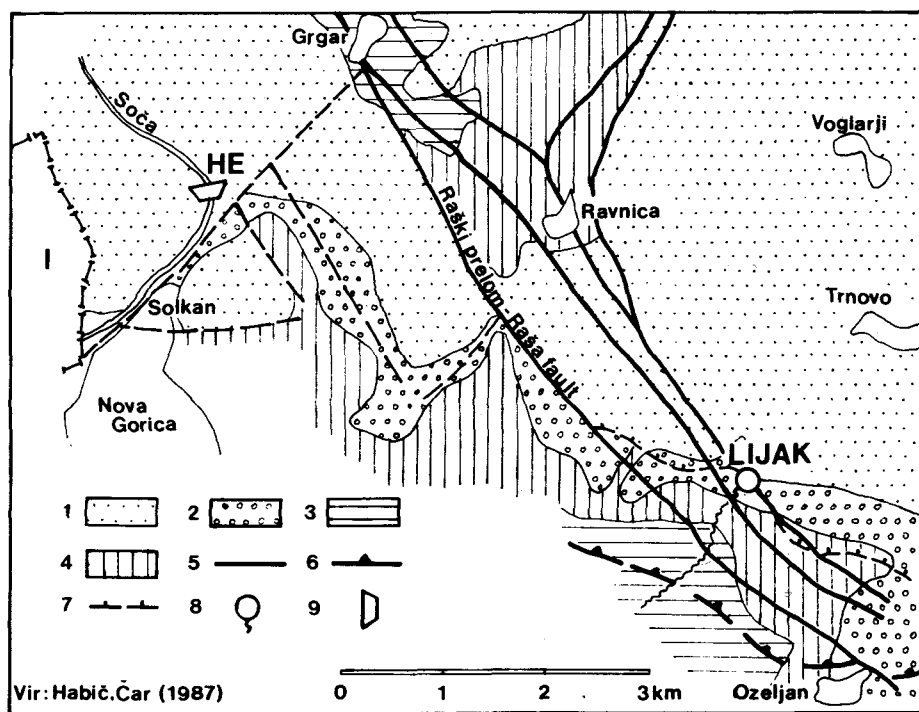 Grgar
Soča
HE
Voglarji
Ravnica
I
Raški prelom - Raša fault
Solkan
Trnovo
Nova
Gorica
LIJAK
1 2 3
4 5 6
7 8 9
Vir: Habič, Čar (1987)
0 1 2 3 km
Ozeljan